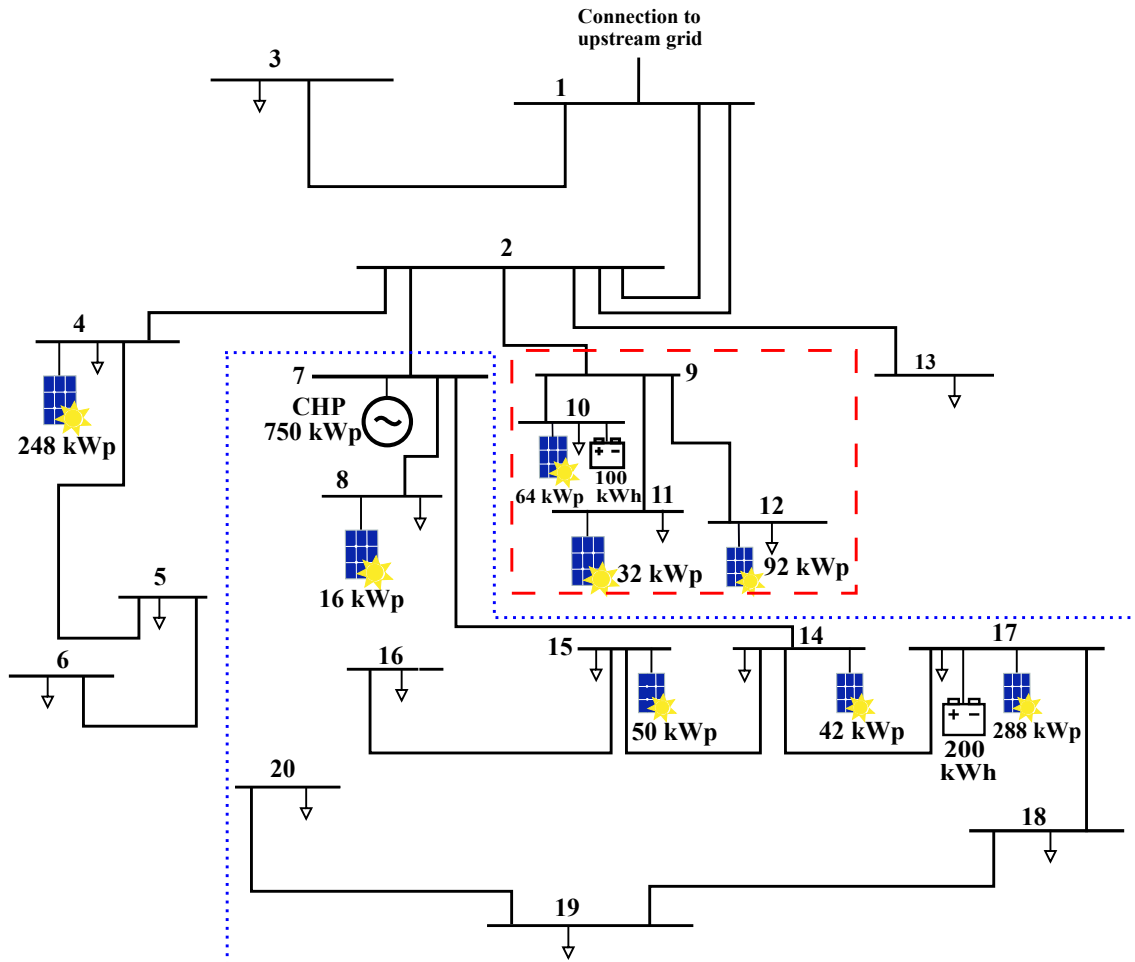 Connection to
upstream grid
3
1
2
4
248 kWp
7
CHP
750 kWp
9
13
10
64 kWp
100
kWh
11
32 kWp
12
92 kWp
8
16 kWp
5
6
16
15
50 kWp
14
42 kWp
17
200
kWh
288 kWp
20
18
19